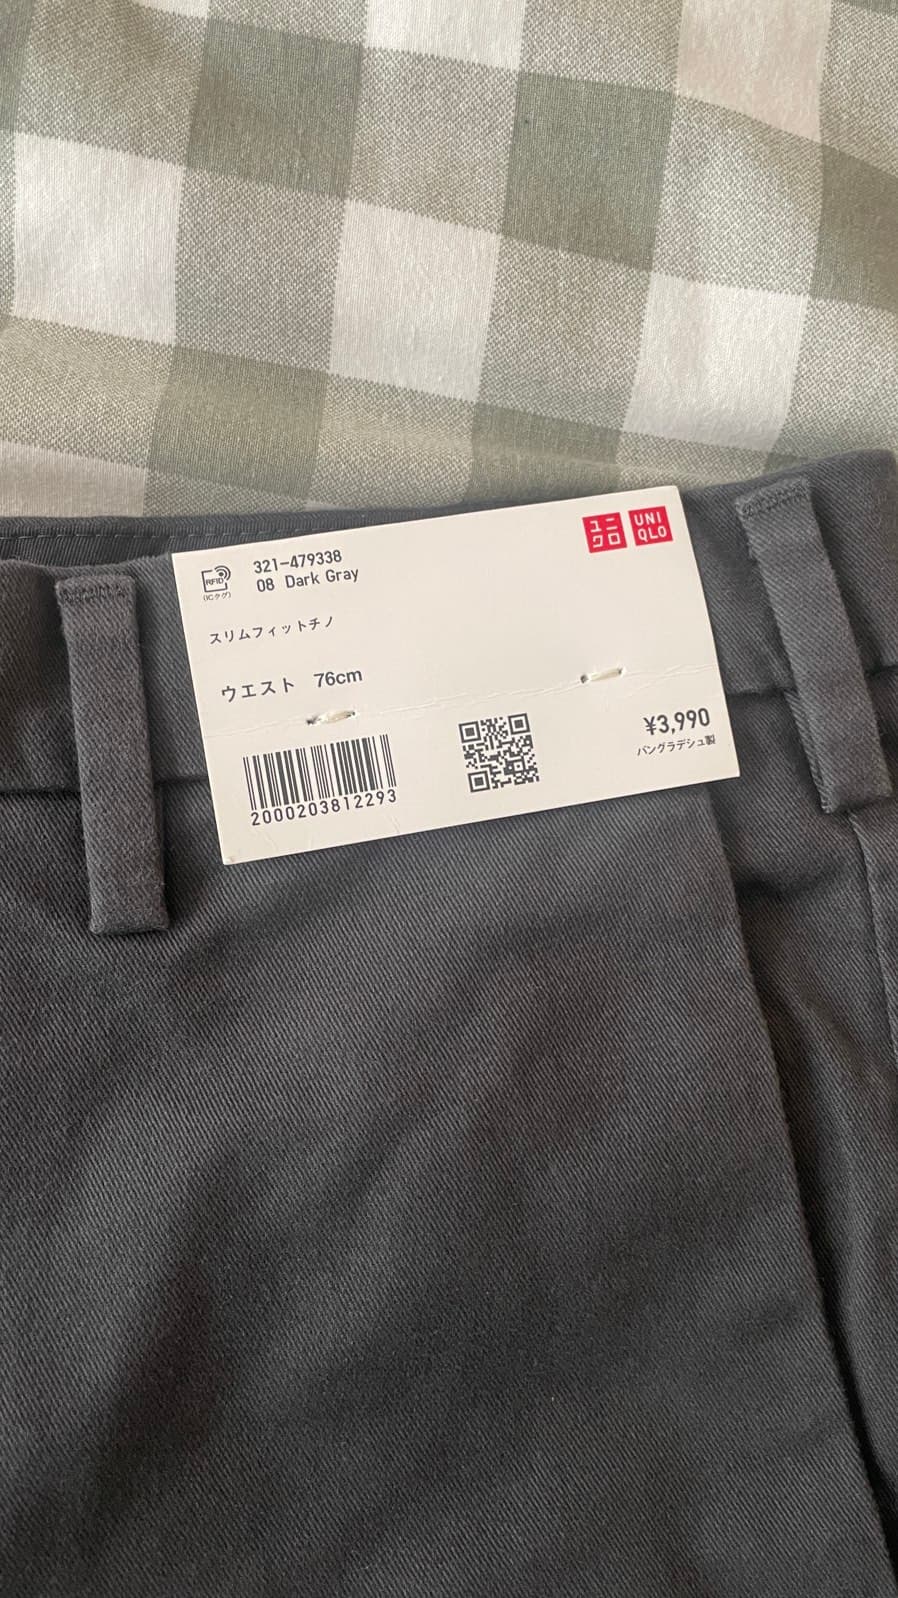 RFID
(ICタグ)
321-479338
08 Dark Gray
ユニ
クロ
UNI
QLO
スリムフィットチノ
ウエスト 76cm
¥3,990
バングラデシュ製
2000203812293